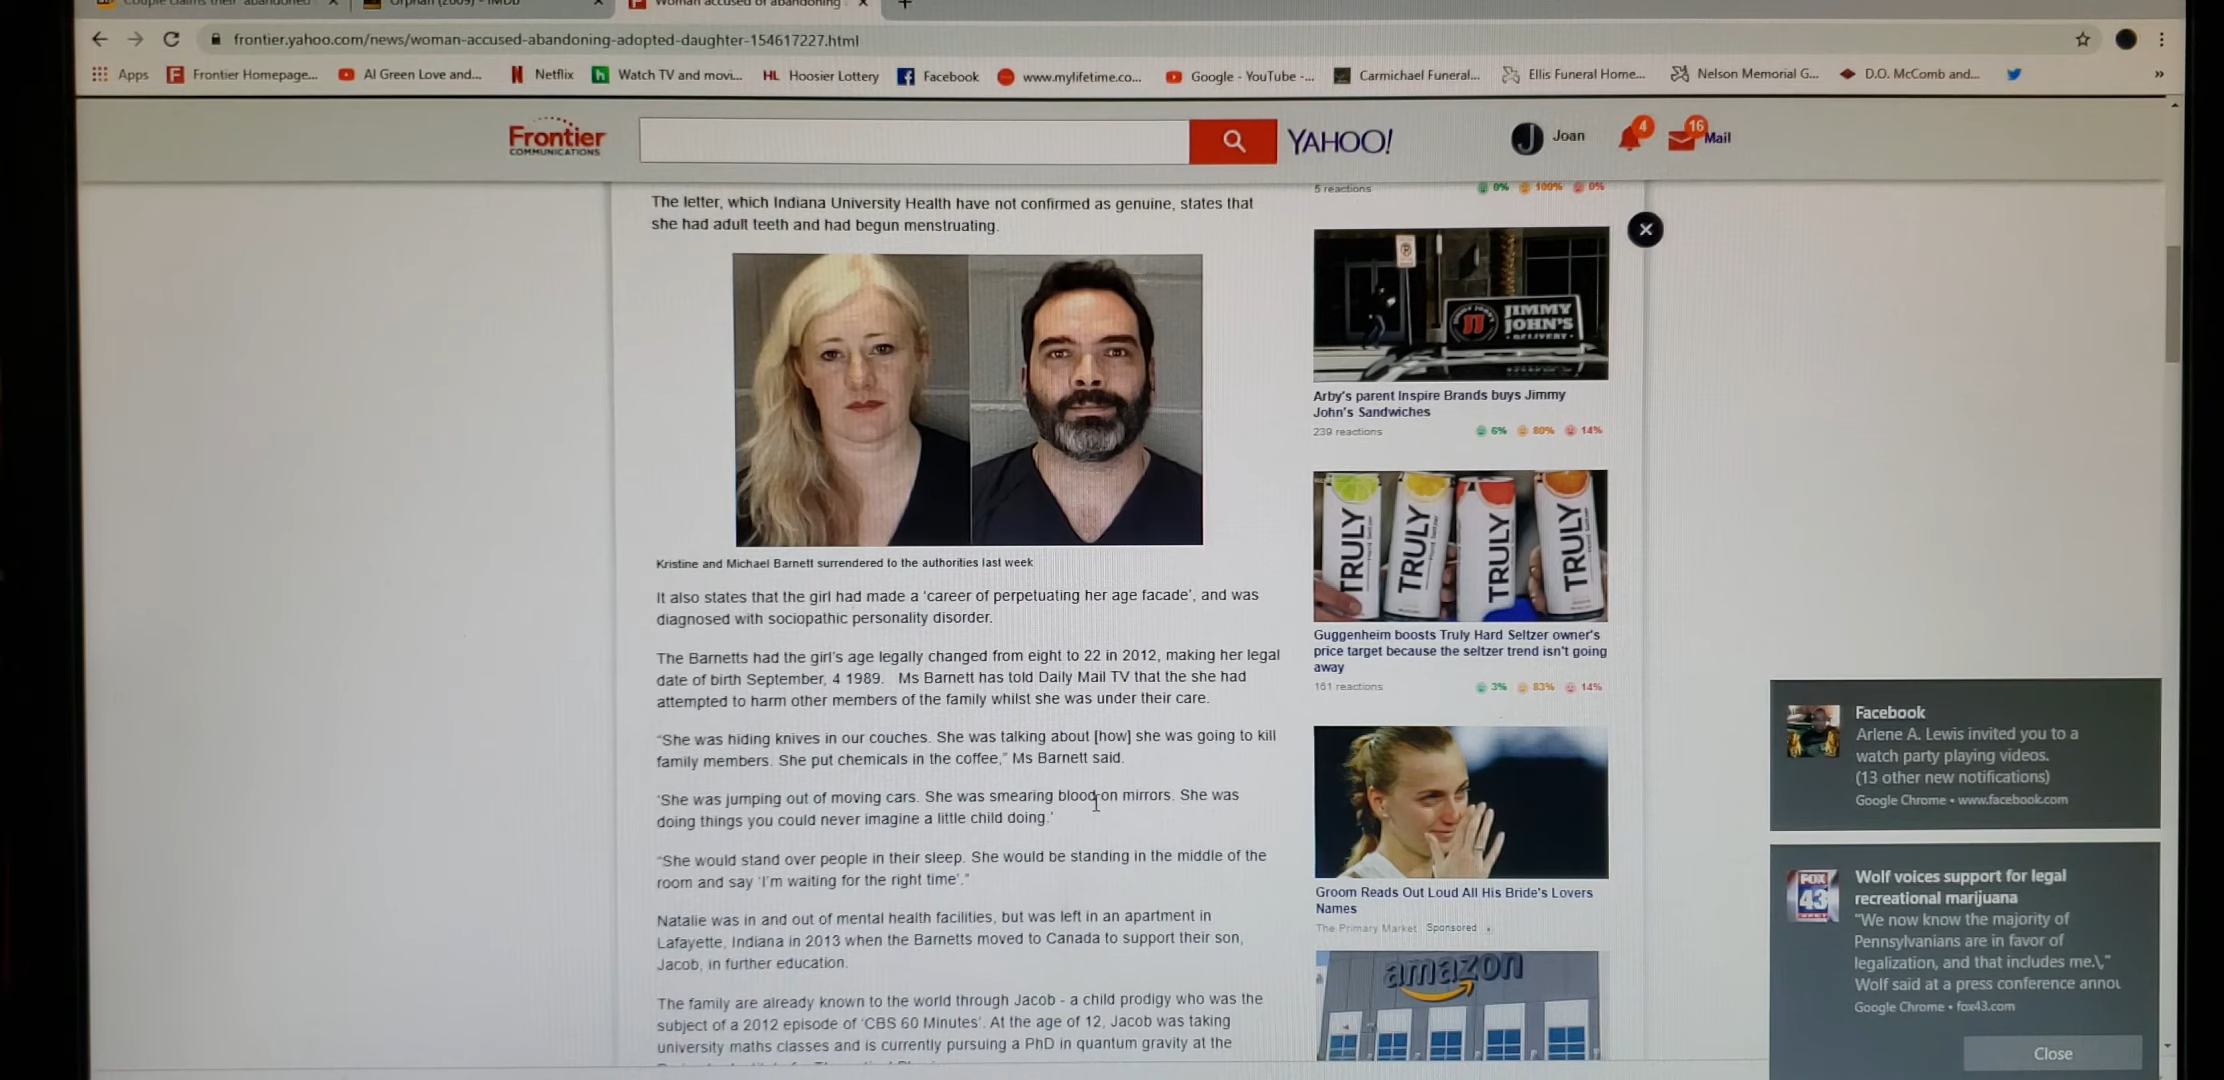 Orphan (2009) - IMDb
Woman accused of abandoning
frontier.yahoo.com/news/woman-accused-abandoning-adopted-daughter-154617227.html
Apps
Frontier Homepage...
Al Green Love and...
Netflix
Watch TV and movi...
HL Hoosier Lottery
Facebook
www.mylifetime.co...
Google - YouTube -...
Carmichael Funeral...
Ellis Funeral Home...
Nelson Memorial G...
D.O. McComb and...
»
Frontier
COMMUNICATIONS
YAHOO!
J
Joan
4
16
Mail
The letter, which Indiana University Health have not confirmed as genuine, states that
she had adult teeth and had begun menstruating.
Kristine and Michael Barnett surrendered to the authorities last week
It also states that the girl had made a 'career of perpetuating her age facade', and was
diagnosed with sociopathic personality disorder.
The Barnetts had the girl's age legally changed from eight to 22 in 2012, making her legal
date of birth September, 4 1989. Ms Barnett has told Daily Mail TV that the she had
attempted to harm other members of the family whilst she was under their care.
"She was hiding knives in our couches. She was talking about [how] she was going to kill
family members. She put chemicals in the coffee," Ms Barnett said.
'She was jumping out of moving cars. She was smearing blood on mirrors. She was
doing things you could never imagine a little child doing.'
"She would stand over people in their sleep. She would be standing in the middle of the
room and say 'I'm waiting for the right time'."
Natalie was in and out of mental health facilities, but was left in an apartment in
Lafayette, Indiana in 2013 when the Barnetts moved to Canada to support their son,
Jacob, in further education.
The family are already known to the world through Jacob - a child prodigy who was the
subject of a 2012 episode of 'CBS 60 Minutes'. At the age of 12, Jacob was taking
university maths classes and is currently pursuing a PhD in quantum gravity at the
5 reactions
0% 100% 0%
JIMMY
JOHN'S
DELIVERY
Arby's parent Inspire Brands buys Jimmy
John's Sandwiches
239 reactions
6% 80% 14%
TRULY
TRULY
TRULY
TRULY
Guggenheim boosts Truly Hard Seltzer owner's
price target because the seltzer trend isn't going
away
161 reactions
3% 83% 14%
Groom Reads Out Loud All His Bride's Lovers
Names
The Primary Market Sponsored
amazon
Facebook
Arlene A. Lewis invited you to a
watch party playing videos.
(13 other new notifications)
Google Chrome • www.facebook.com
FOX
43
Wolf voices support for legal
recreational marijuana
"We now know the majority of
Pennsylvanians are in favor of
legalization, and that includes me.\,"
Wolf said at a press conference annou
Google Chrome • fox43.com
Close